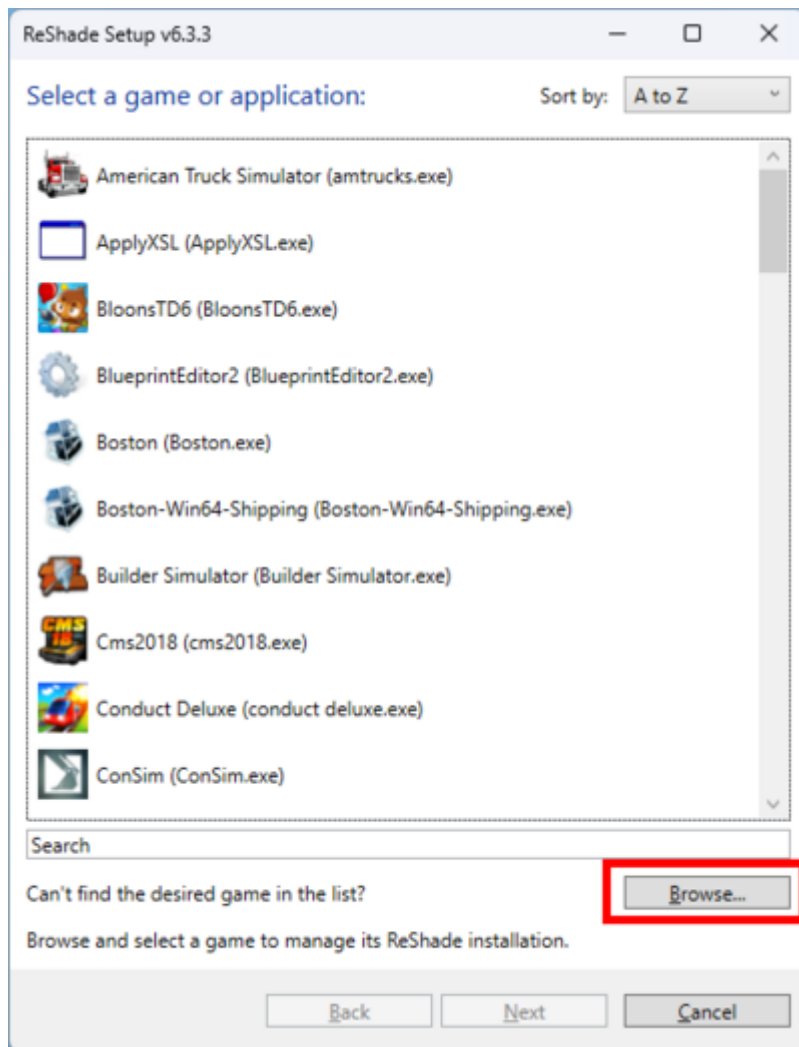 ReShade Setup v6.3.3
Select a game or application:
Sort by: A to Z
American Truck Simulator (amtrucks.exe)
ApplyXSL (ApplyXSL.exe)
BloonsTD6 (BloonsTD6.exe)
BlueprintEditor2 (BlueprintEditor2.exe)
Boston (Boston.exe)
Boston-Win64-Shipping (Boston-Win64-Shipping.exe)
Builder Simulator (Builder Simulator.exe)
CMS
18
Cms2018 (cms2018.exe)
Conduct Deluxe (conduct deluxe.exe)
ConSim (ConSim.exe)
Search
Can't find the desired game in the list?
Browse...
Browse and select a game to manage its ReShade installation.
Back
Next
Cancel